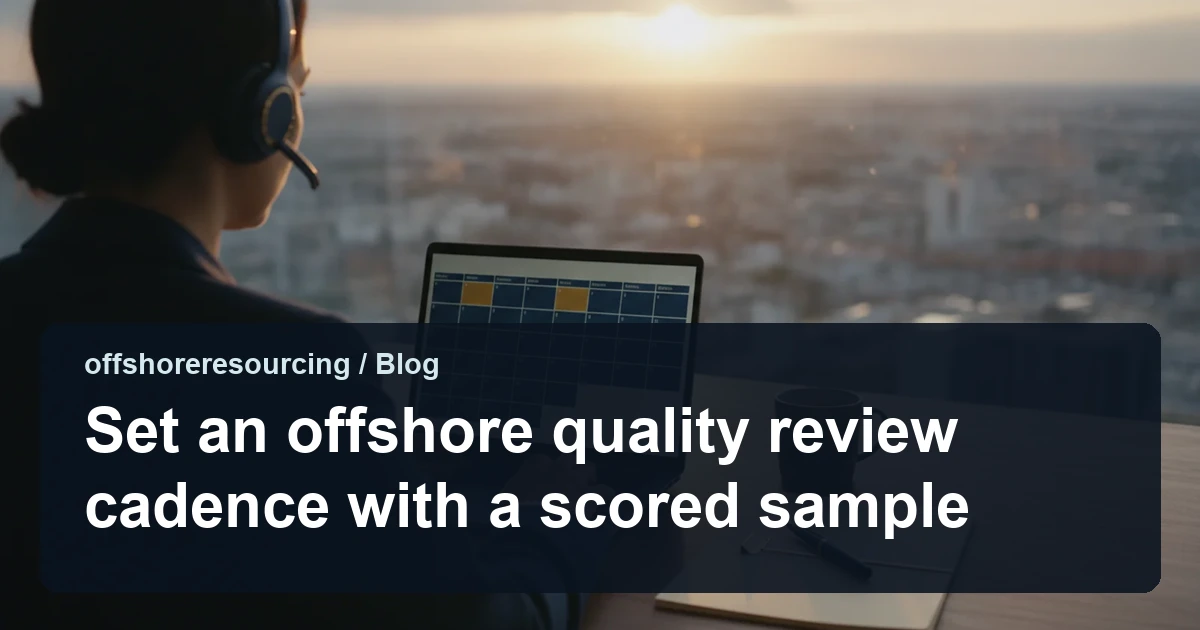 offshoreresourcing / Blog
Set an offshore quality review
cadence with a scored sample